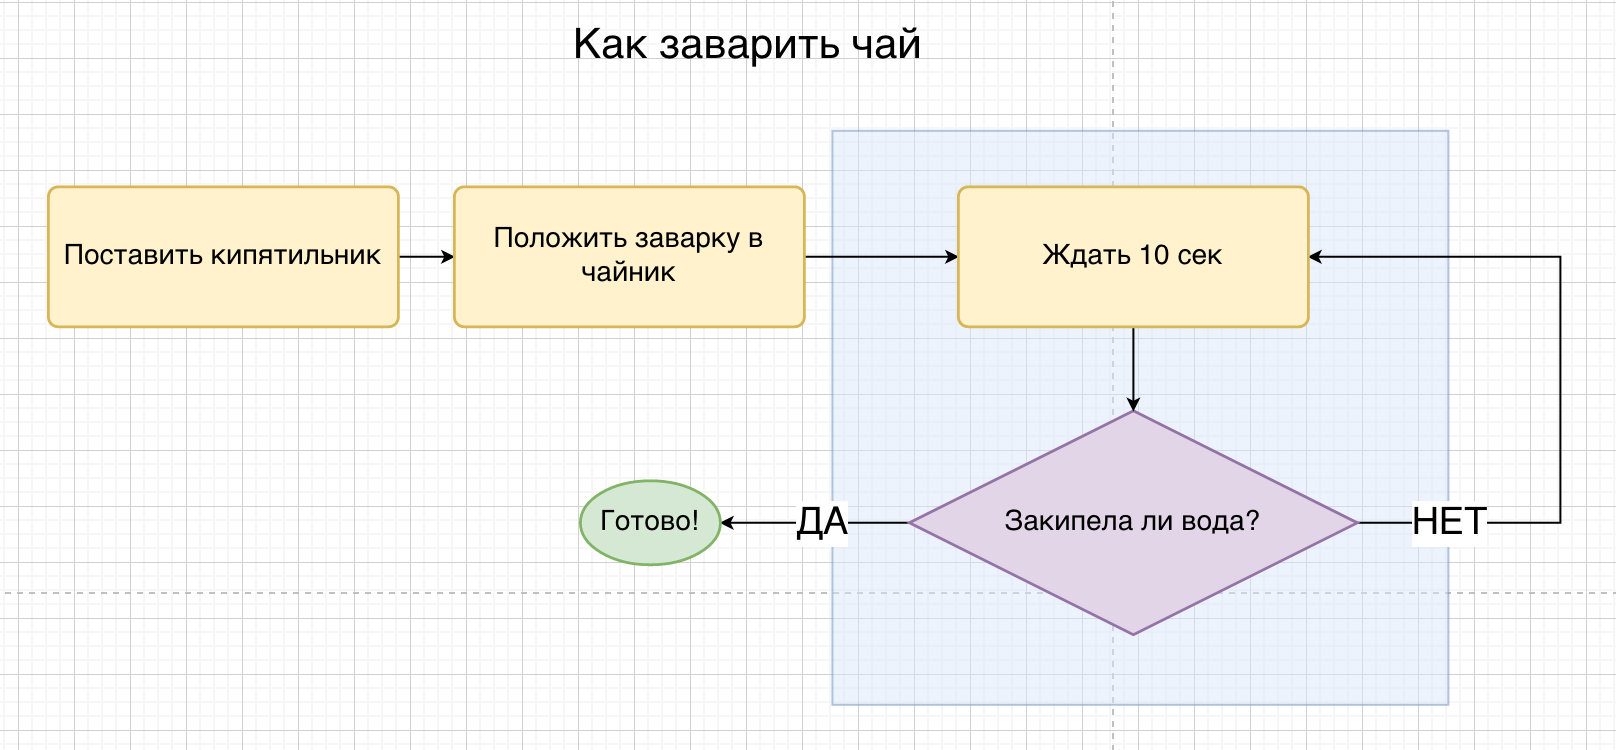 Как заварить чай
Поставить кипятильник
Положить заварку в
чайник
Ждать 10 сек
Закипела ли вода?
ДА
НЕТ
Готово!